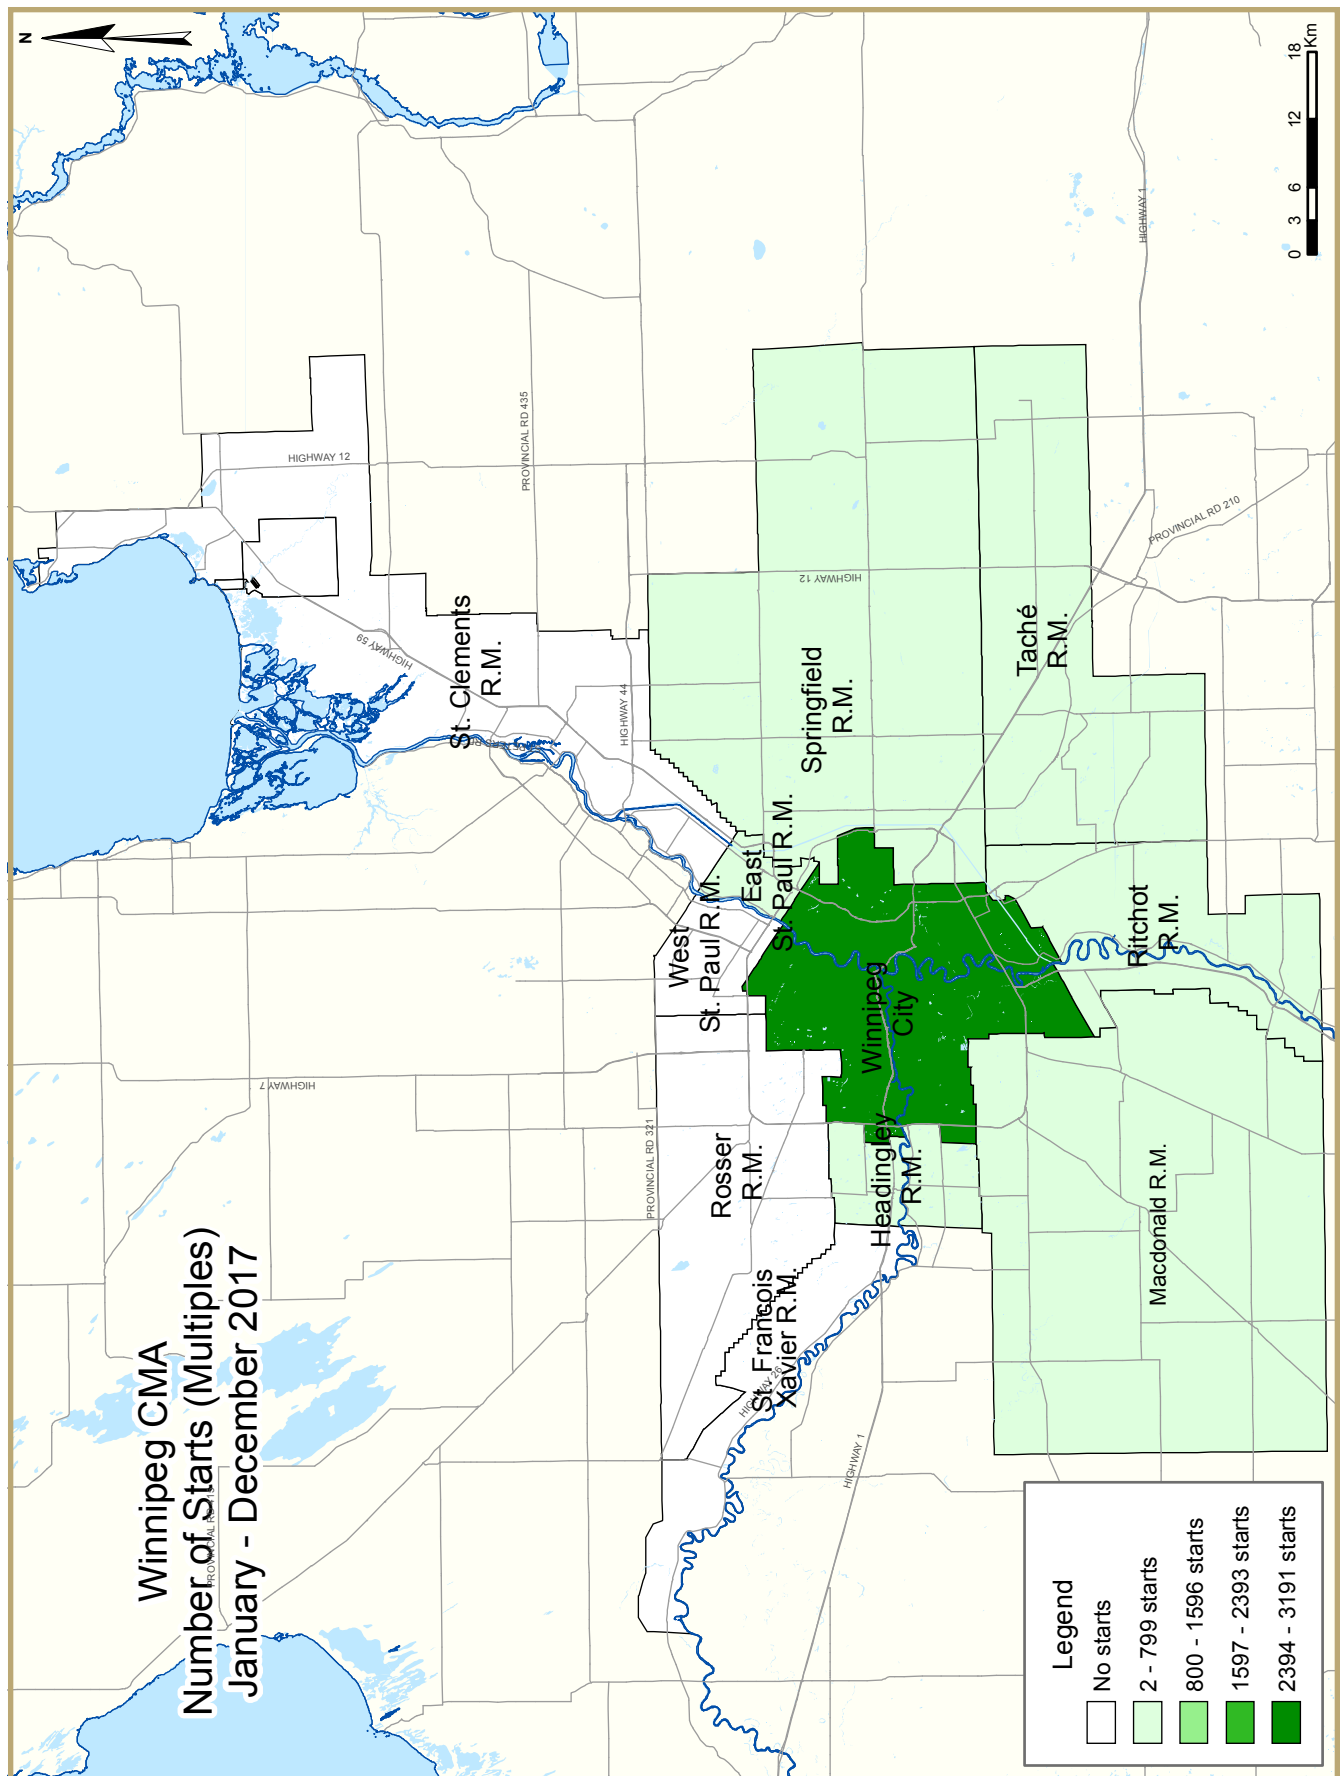 Winnipeg CMA
Number of Starts (Multiples)
January - December 2017
N
PROVINCIAL RD 435
HIGHWAY 12
HIGHWAY 59
St. Clements
R.M.
HIGHWAY 44
HIGHWAY 7
PROVINCIAL RD 321
West
St. Paul R.M.
East
St. Paul R.M.
Springfield
R.M.
HIGHWAY 12
Rosser
R.M.
St. Francois
Xavier R.M.
HIGHWAY 26
HIGHWAY 1
Headingley
R.M.
Winnipeg
City
Taché
R.M.
HIGHWAY 1
PROVINCIAL RD 210
Ritchot
R.M.
Macdonald R.M.
Legend
No starts
2 - 799 starts
800 - 1596 starts
1597 - 2393 starts
2394 - 3191 starts
0 3 6 12 18
Km